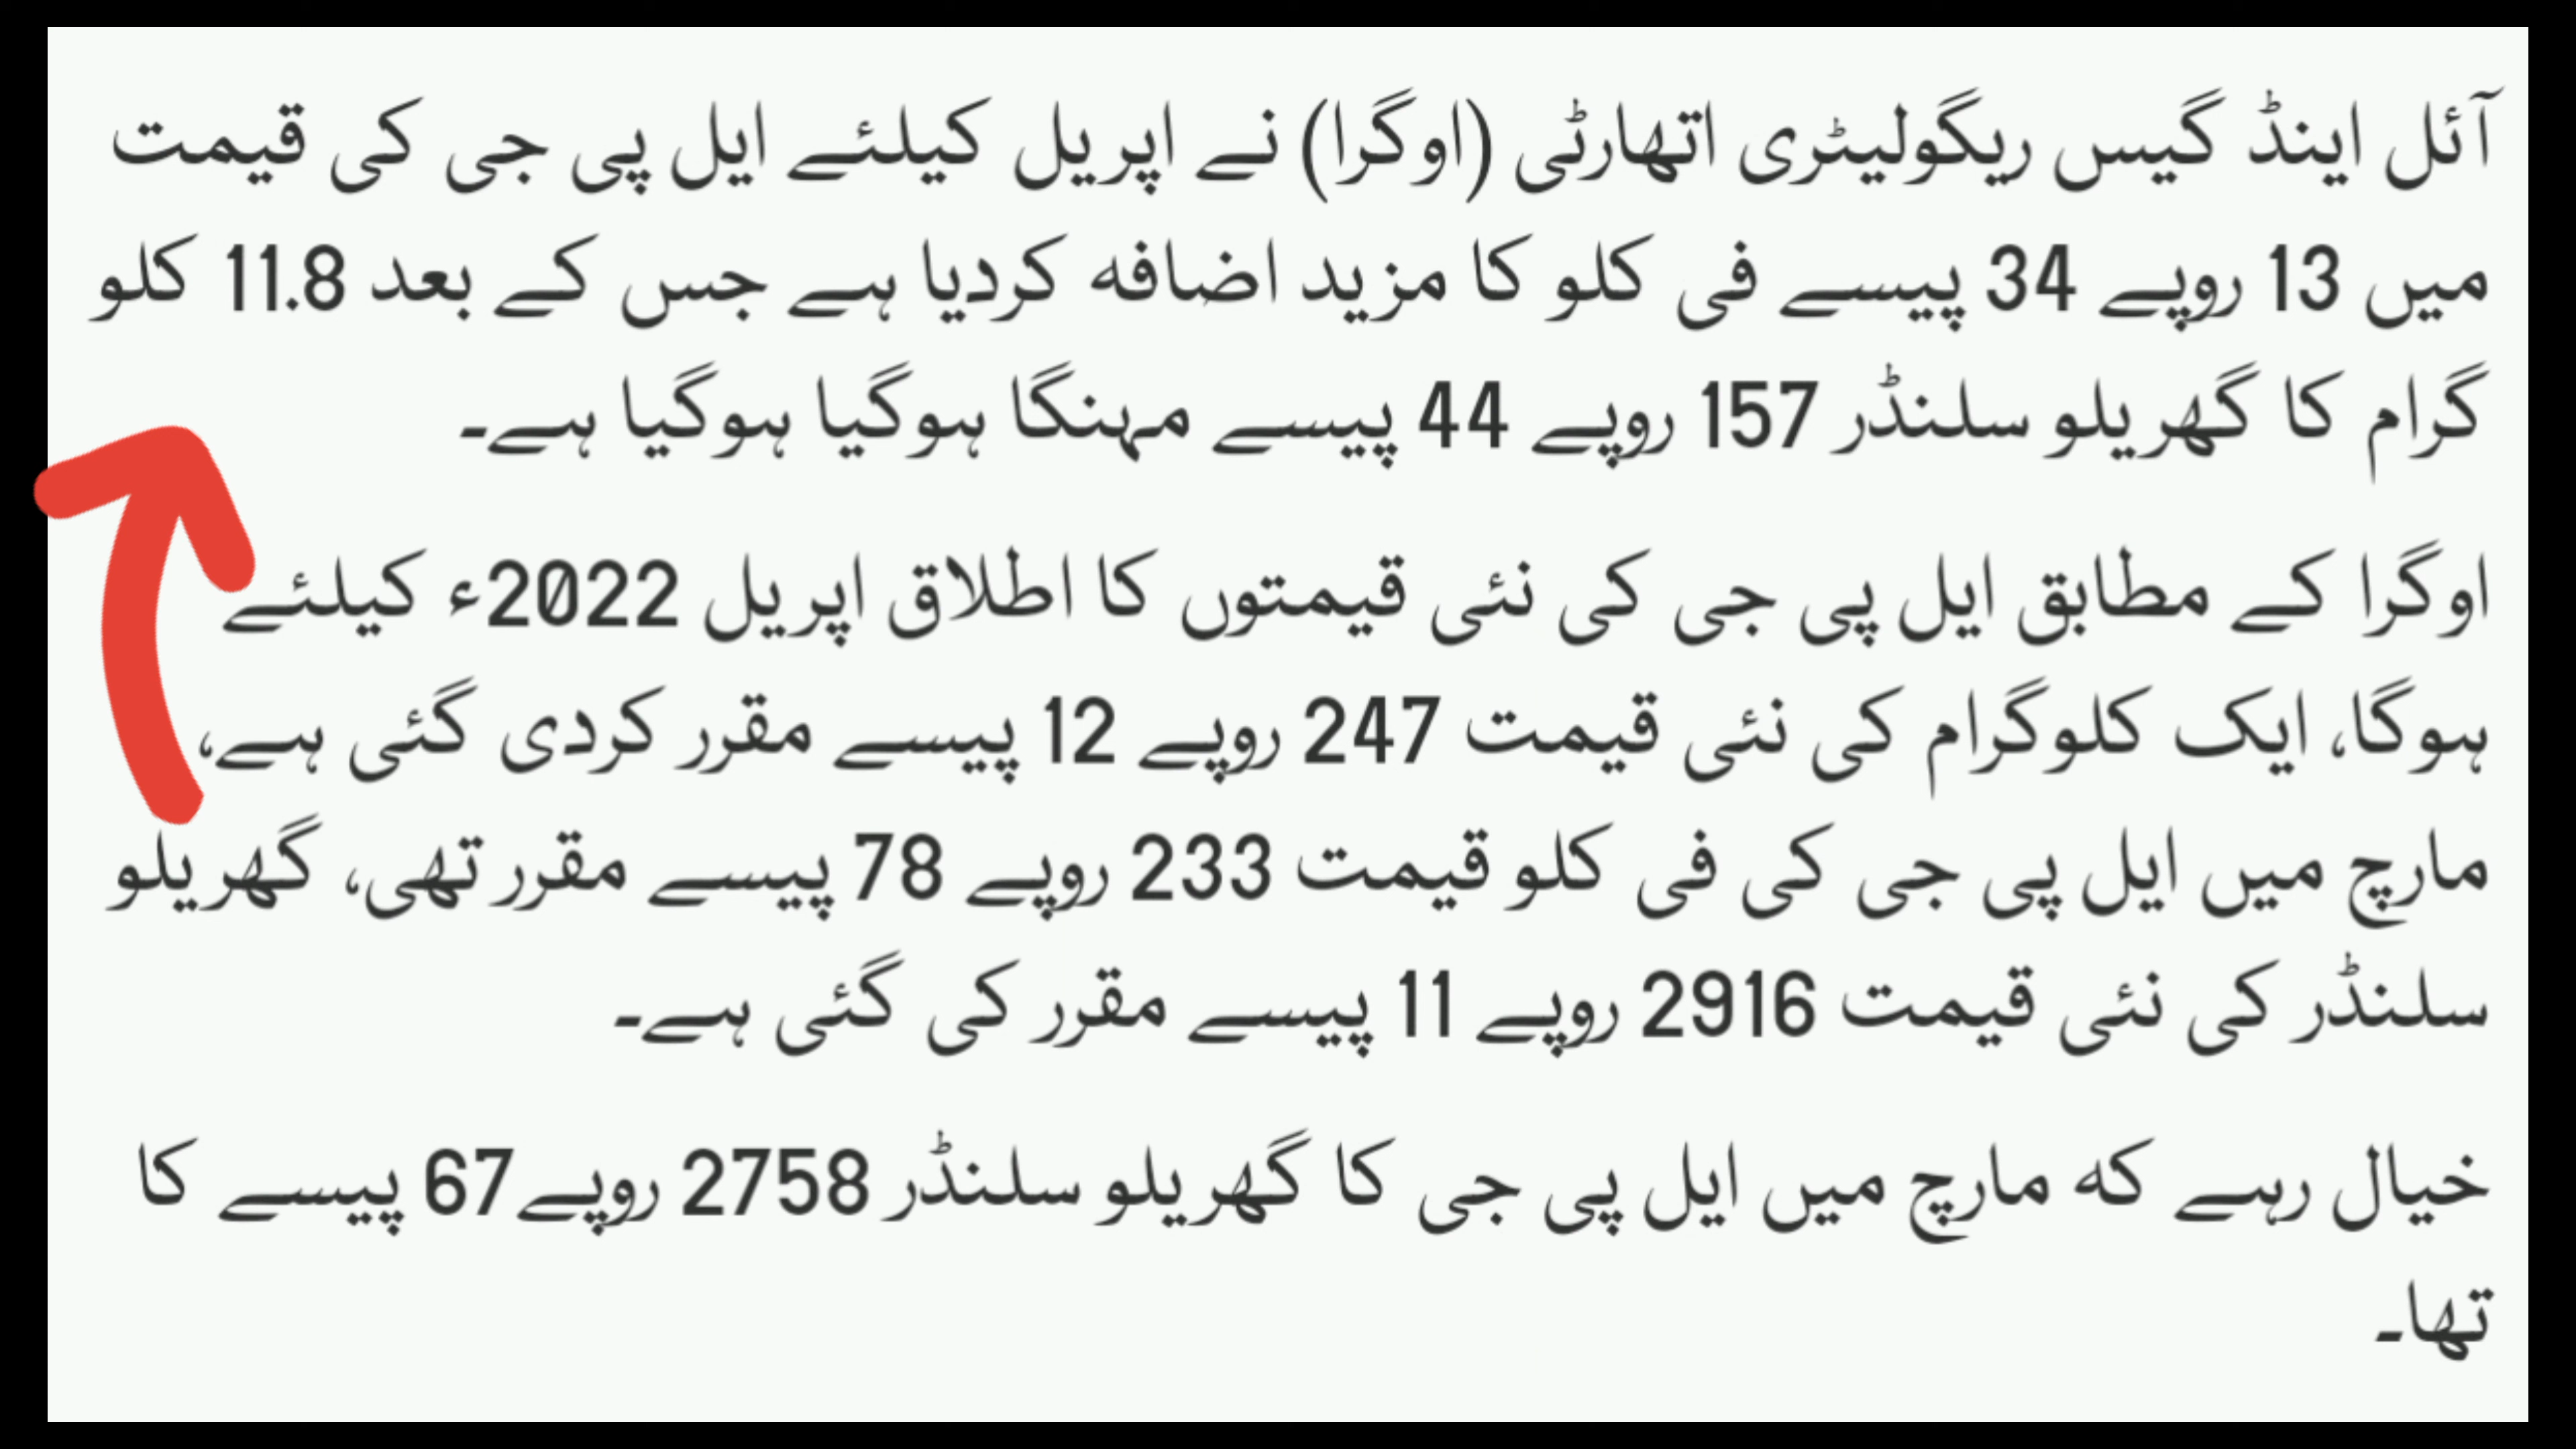 آئل اینڈ گیس ریگولیٹری اتھارٹی (اوگرا) نے اپریل کیلئے ایل پی جی کی قیمت
میں 13 روپے 34 پیسے فی کلو کا مزید اضافہ کردیا ہے جس کے بعد 11.8 کلو
گرام کا گھریلو سلنڈر 157 روپے 44 پیسے مہنگا ہوگیا ہوگیا ہے۔
اوگرا کے مطابق ایل پی جی کی نئی قیمتوں کا اطلاق اپریل 2022ء کیلئے
ہوگا، ایک کلوگرام کی نئی قیمت 247 روپے 12 پیسے مقرر کردی گئی ہے،
مارچ میں ایل پی جی کی فی کلو قیمت 233 روپے 78 پیسے مقرر تھی، گھریلو
سلنڈر کی نئی قیمت 2916 روپے 11 پیسے مقرر کی گئی ہے۔
خیال رہے کہ مارچ میں ایل پی جی کا گھریلو سلنڈر 2758 روپے67 پیسے کا
تھا۔